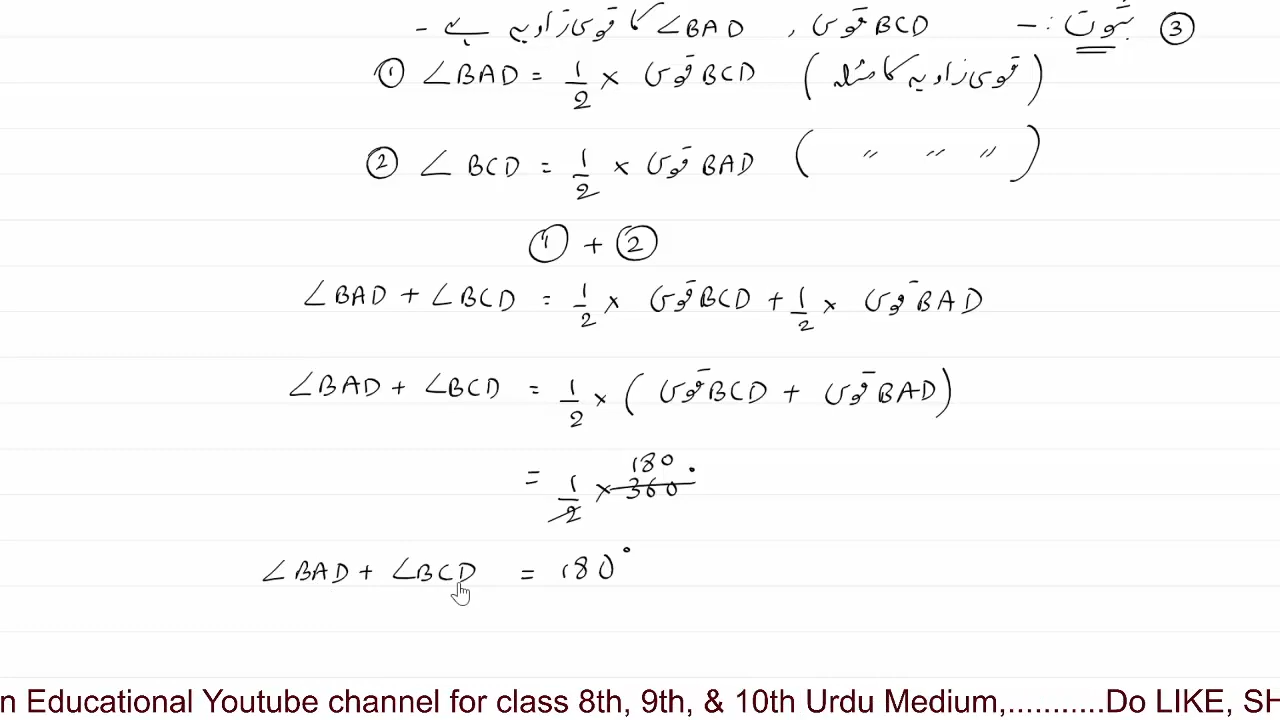 ③ ثبوت :- قوس BCD ، ∠BAD کا قوسی زاویہ ہے -
① ∠BAD = 1/2 × قوس BCD (قوسی زاویہ کا مسئلہ)
② ∠BCD = 1/2 × قوس BAD ( " " " )
① + ②
∠BAD + ∠BCD = 1/2 × قوس BCD + 1/2 × قوس BAD
∠BAD + ∠BCD = 1/2 × ( قوس BCD + قوس BAD)
= 1/2 × 360 180°
∠BAD + ∠BCD = 180°
n Educational Youtube channel for class 8th, 9th, & 10th Urdu Medium,...........Do LIKE, SH